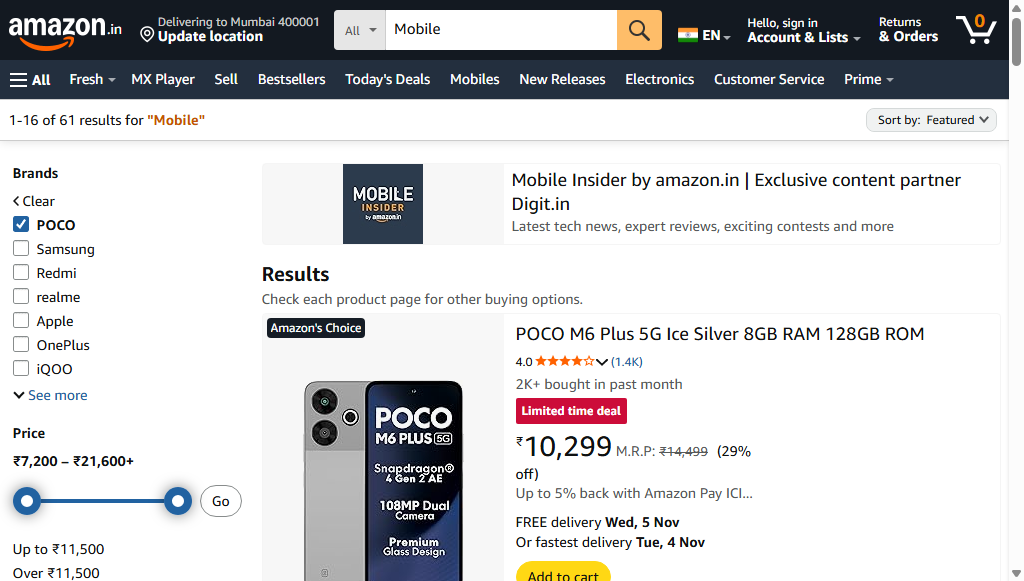 amazon.in
Delivering to Mumbai 400001
Update location
All
Mobile
EN
Hello, sign in
Account & Lists
Returns
& Orders
0
All
Fresh
MX Player
Sell
Bestsellers
Today's Deals
Mobiles
New Releases
Electronics
Customer Service
Prime
1-16 of 61 results for "Mobile"
Sort by: Featured
Brands
Clear
POCO
Samsung
Redmi
realme
Apple
OnePlus
iQOO
See more
Price
₹7,200 – ₹21,600+
Go
Up to ₹11,500
Over ₹11,500
MOBILE
INSIDER
by amazon.in
Mobile Insider by amazon.in | Exclusive content partner
Digit.in
Latest tech news, expert reviews, exciting contests and more
Results
Check each product page for other buying options.
Amazon's Choice
POCO
M6 PLUS 5G
Snapdragon®
4 Gen 2 AE
108MP Dual
Camera
Premium
Glass Design
POCO M6 Plus 5G Ice Silver 8GB RAM 128GB ROM
4.0 (1.4K)
2K+ bought in past month
Limited time deal
₹10,299 M.R.P: ₹14,499 (29%
off)
Up to 5% back with Amazon Pay ICI...
FREE delivery Wed, 5 Nov
Or fastest delivery Tue, 4 Nov
Add to cart